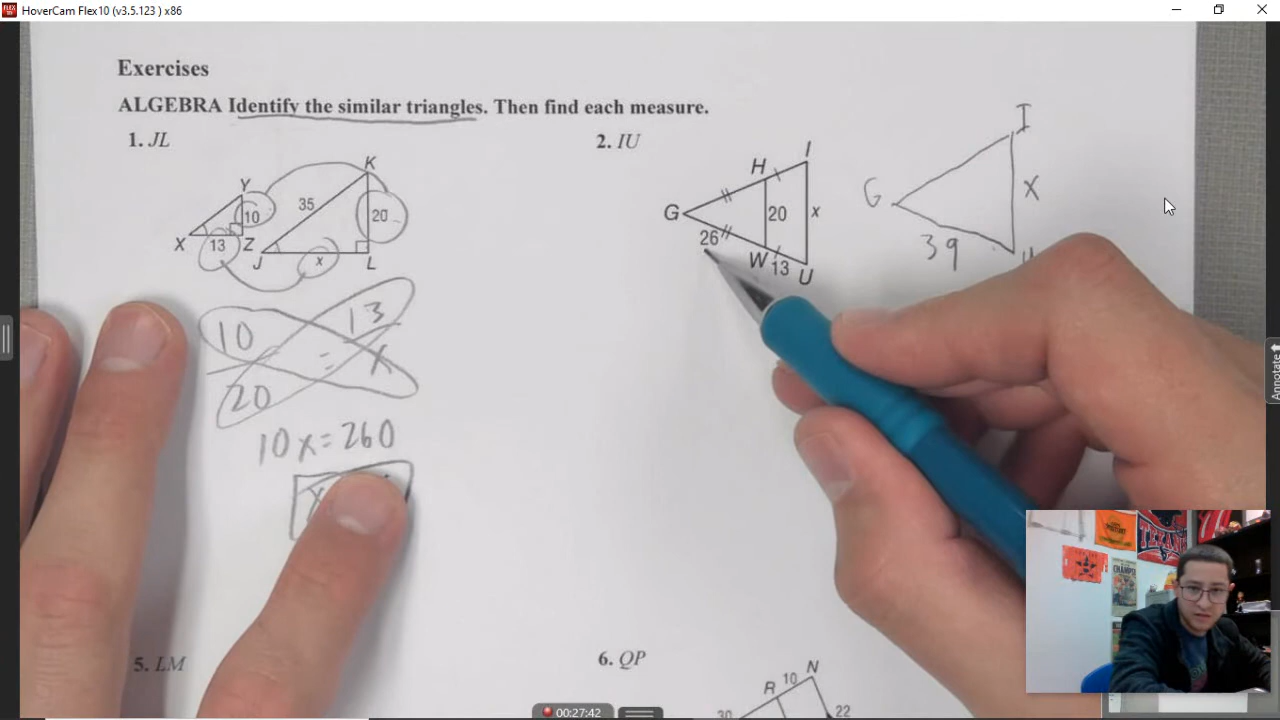 HoverCam Flex10 (v3.5.123 ) x86
Exercises
ALGEBRA Identify the similar triangles. Then find each measure.
1. JL
2. IU
Y
10
X
13
Z
K
35
20
J
x
L
H
I
G
20
x
26
W
13
U
I
G
X
39
10
13
=
20
X
10x=260
5. LM
6. QP
N
R
10
30
22
Annotate
TEXANS
00:27:42